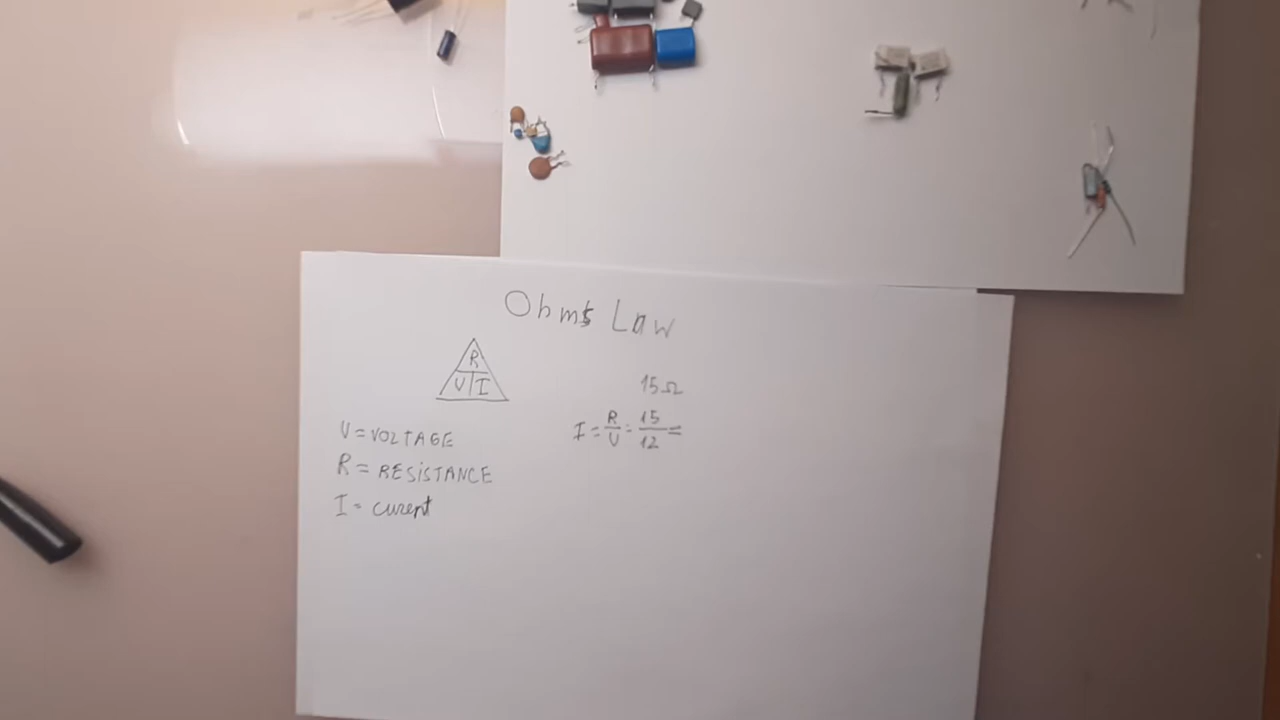 Ohms Law
R
V I
15Ω
I = R/V = 15/12 =
V = VOLTAGE
R = RESiSTANCE
I = curent